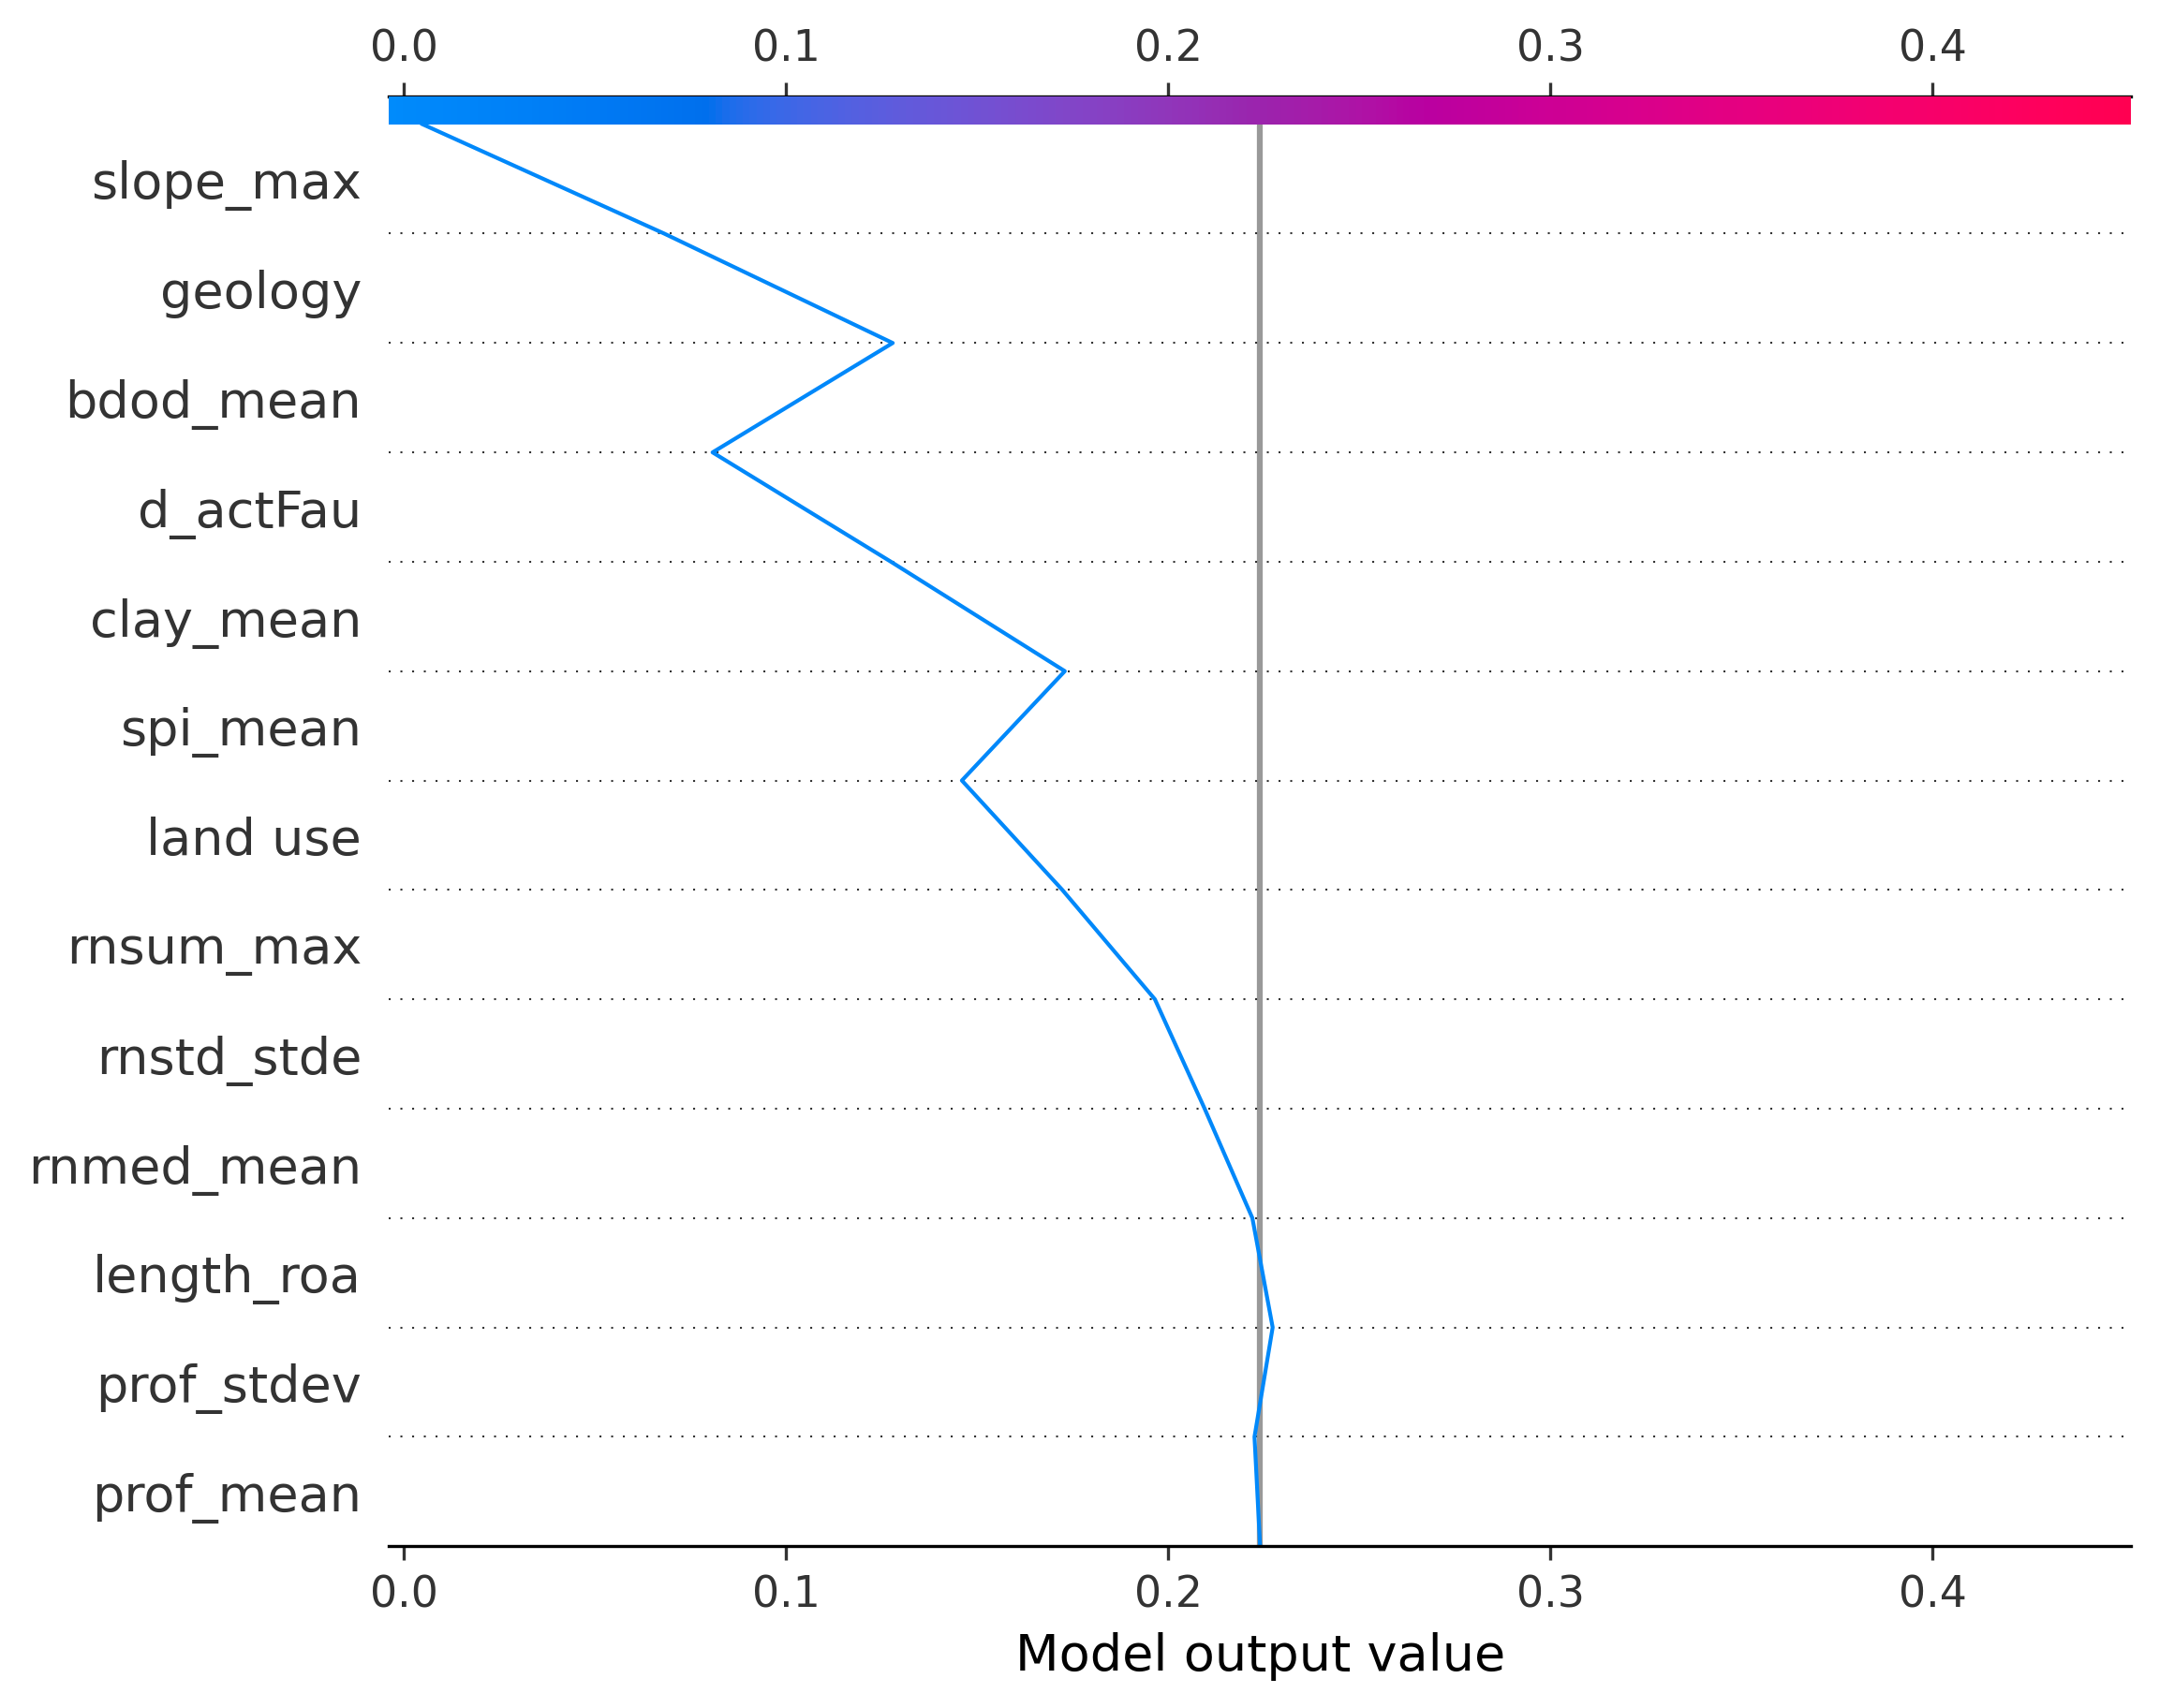 0.0 0.1 0.2 0.3 0.4
slope_max
geology
bdod_mean
d_actFau
clay_mean
spi_mean
land use
rnsum_max
rnstd_stde
rnmed_mean
length_roa
prof_stdev
prof_mean
0.0 0.1 0.2 0.3 0.4
Model output value